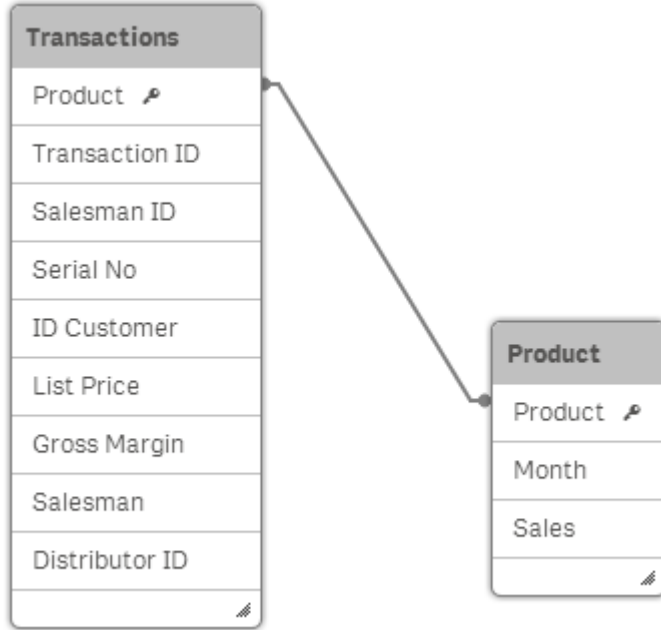 Transactions
Product
Transaction ID
Salesman ID
Serial No
ID Customer
List Price
Gross Margin
Salesman
Distributor ID
Product
Product
Month
Sales